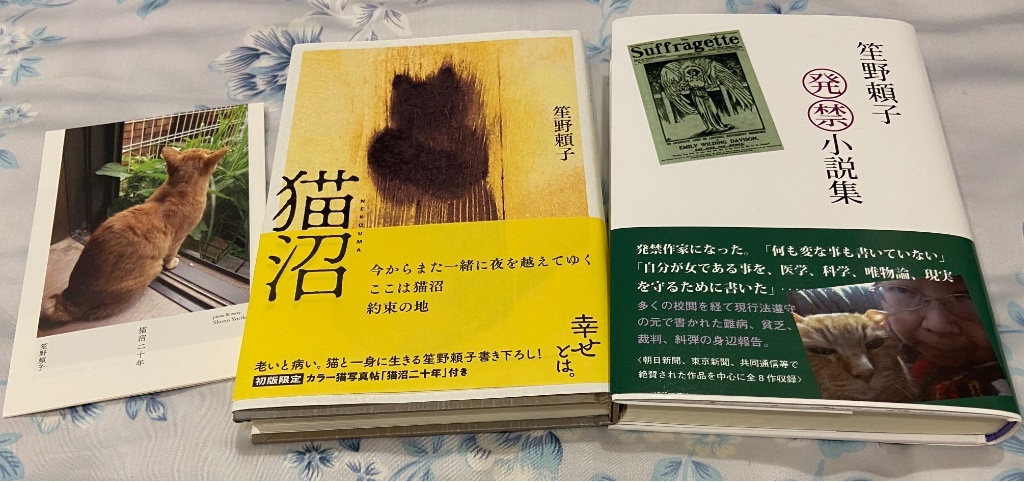 猫沼二十年
笙野頼子
笙野頼子
猫沼
NEKOUMA
今からまた一緒に夜を越えてゆく
ここは猫沼
約束の地
幸せとは。
老いと病い。猫と一身に生きる笙野頼子書き下ろし!
初版限定 カラー猫写真帖「猫沼二十年」付き
笙野頼子
発禁小説集
The
Suffragette
EMILY WILDING DAVISON
発禁作家になった。「何も変な事も書いていない」
「自分が女である事を、医学、科学、唯物論、現実
を守るために書いた」
多くの校閲を経て現行法遵守
の元で書かれた難病、貧乏、
裁判、糾弾の身辺報告。
〈朝日新聞、東京新聞、共同通信等で
絶賛された作品を中心に全8作収録〉